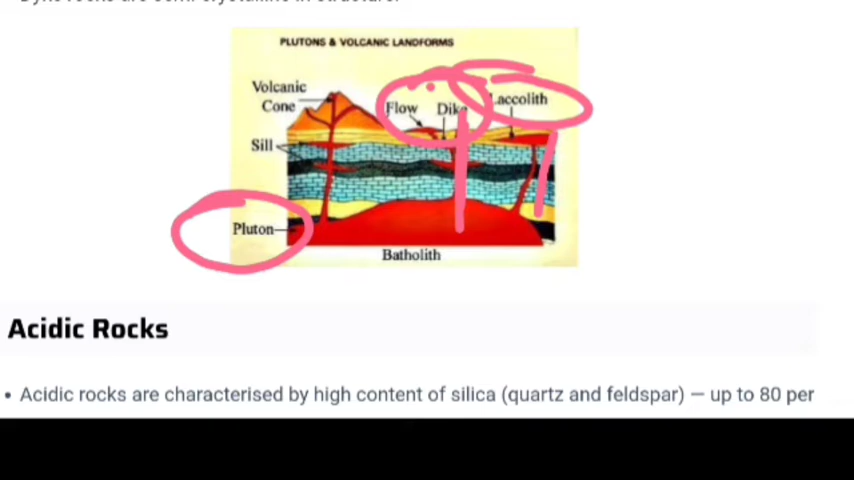 PLUTONS & VOLCANIC LANDFORMS
Volcanic
Cone
Flow Dike
Laccolith
Sill
Pluton
Batholith
Acidic Rocks
• Acidic rocks are characterised by high content of silica (quartz and feldspar) — up to 80 per